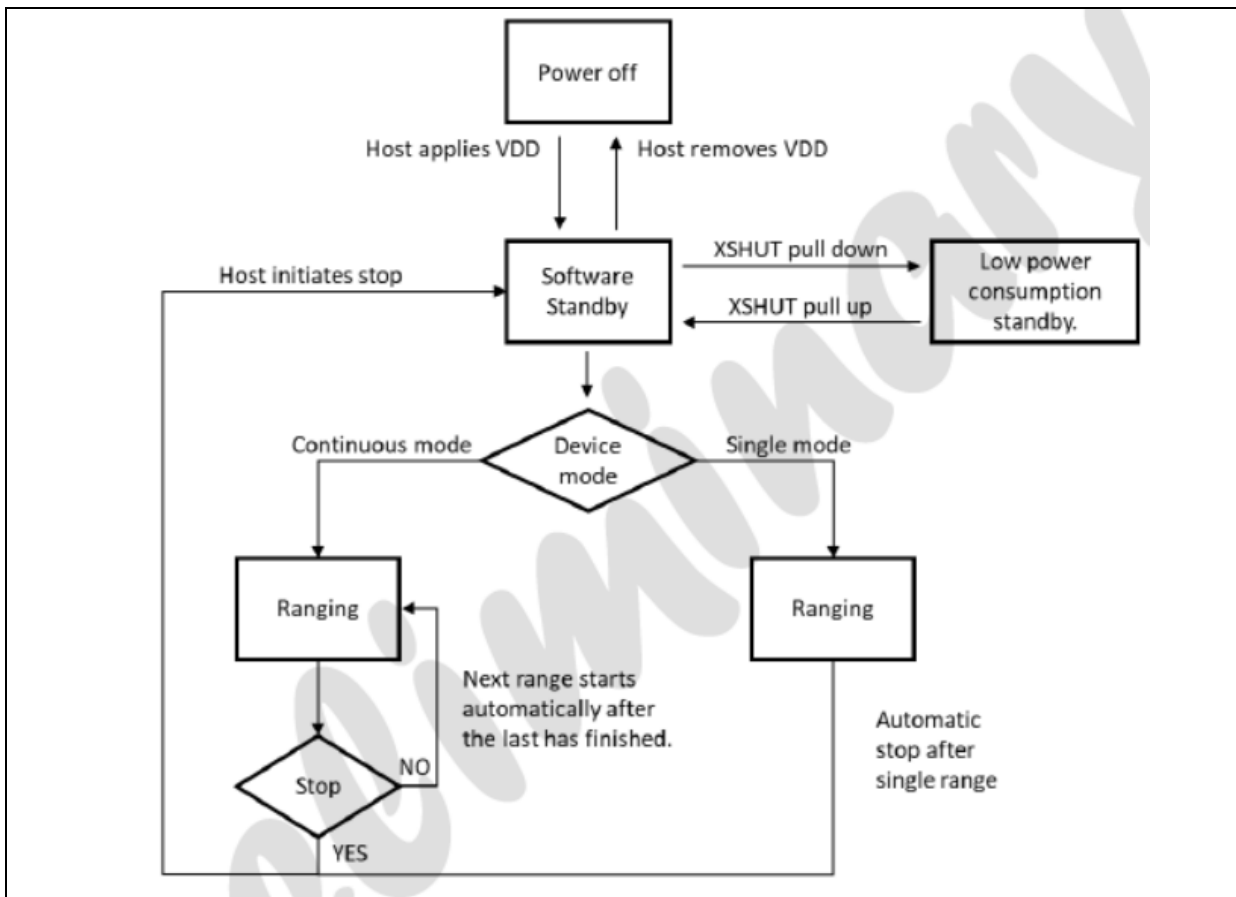 Power off
Host applies VDD
Host removes VDD
Host initiates stop
Software
Standby
XSHUT pull down
XSHUT pull up
Low power
consumption
standby.
Continuous mode
Device
mode
Single mode
Ranging
Ranging
Next range starts
automatically after
the last has finished.
Automatic
stop after
single range
Stop
NO
YES